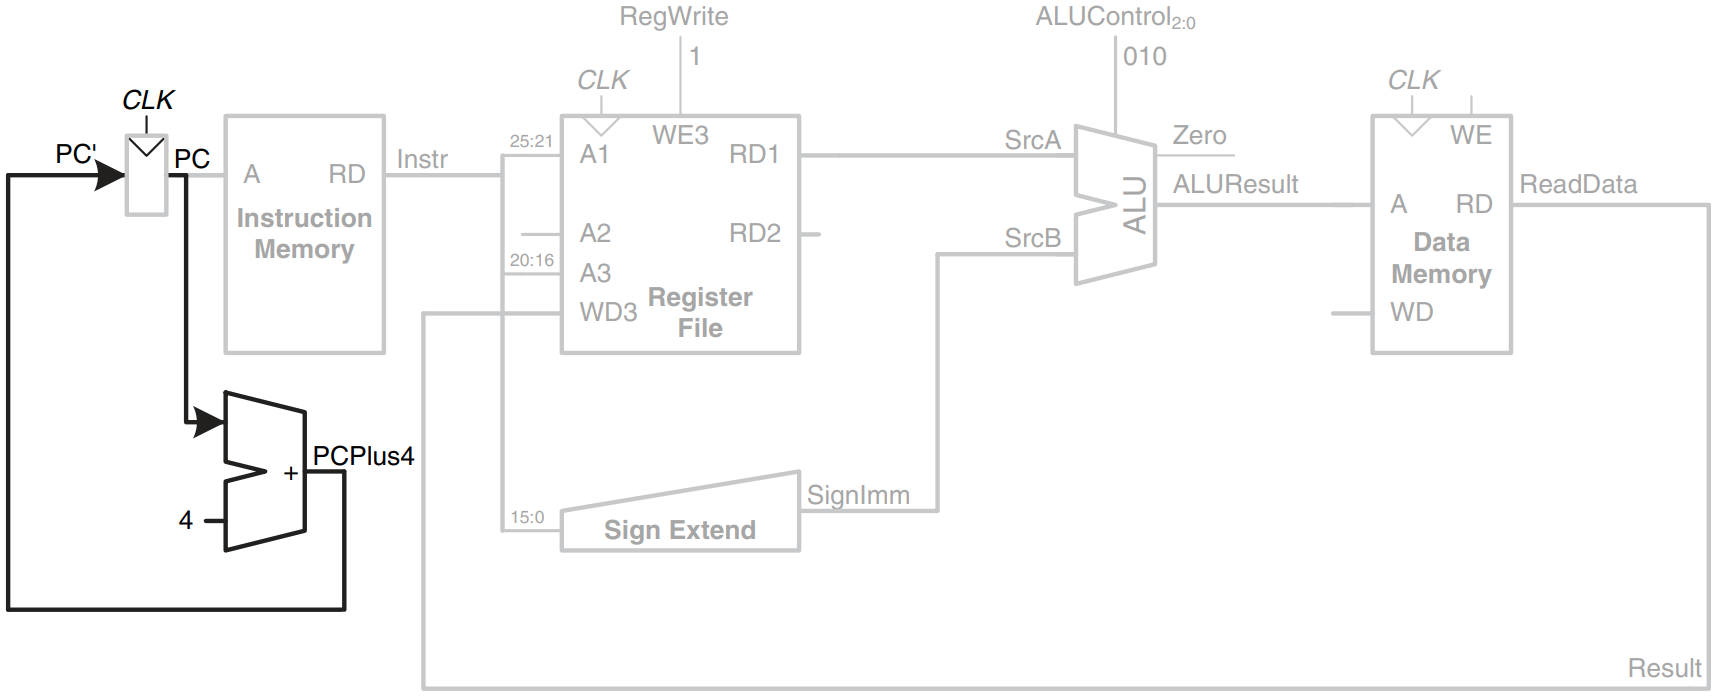 RegWrite
ALUControl2:0
1
010
CLK
CLK
CLK
PC'
PC
A
RD
Instruction
Memory
Instr
25:21
A1
WE3
RD1
A2
RD2
20:16
A3
WD3
Register
File
SrcA
SrcB
ALU
Zero
ALUResult
WE
A
RD
Data
Memory
WD
ReadData
PCPlus4
+
4
15:0
Sign Extend
SignImm
Result